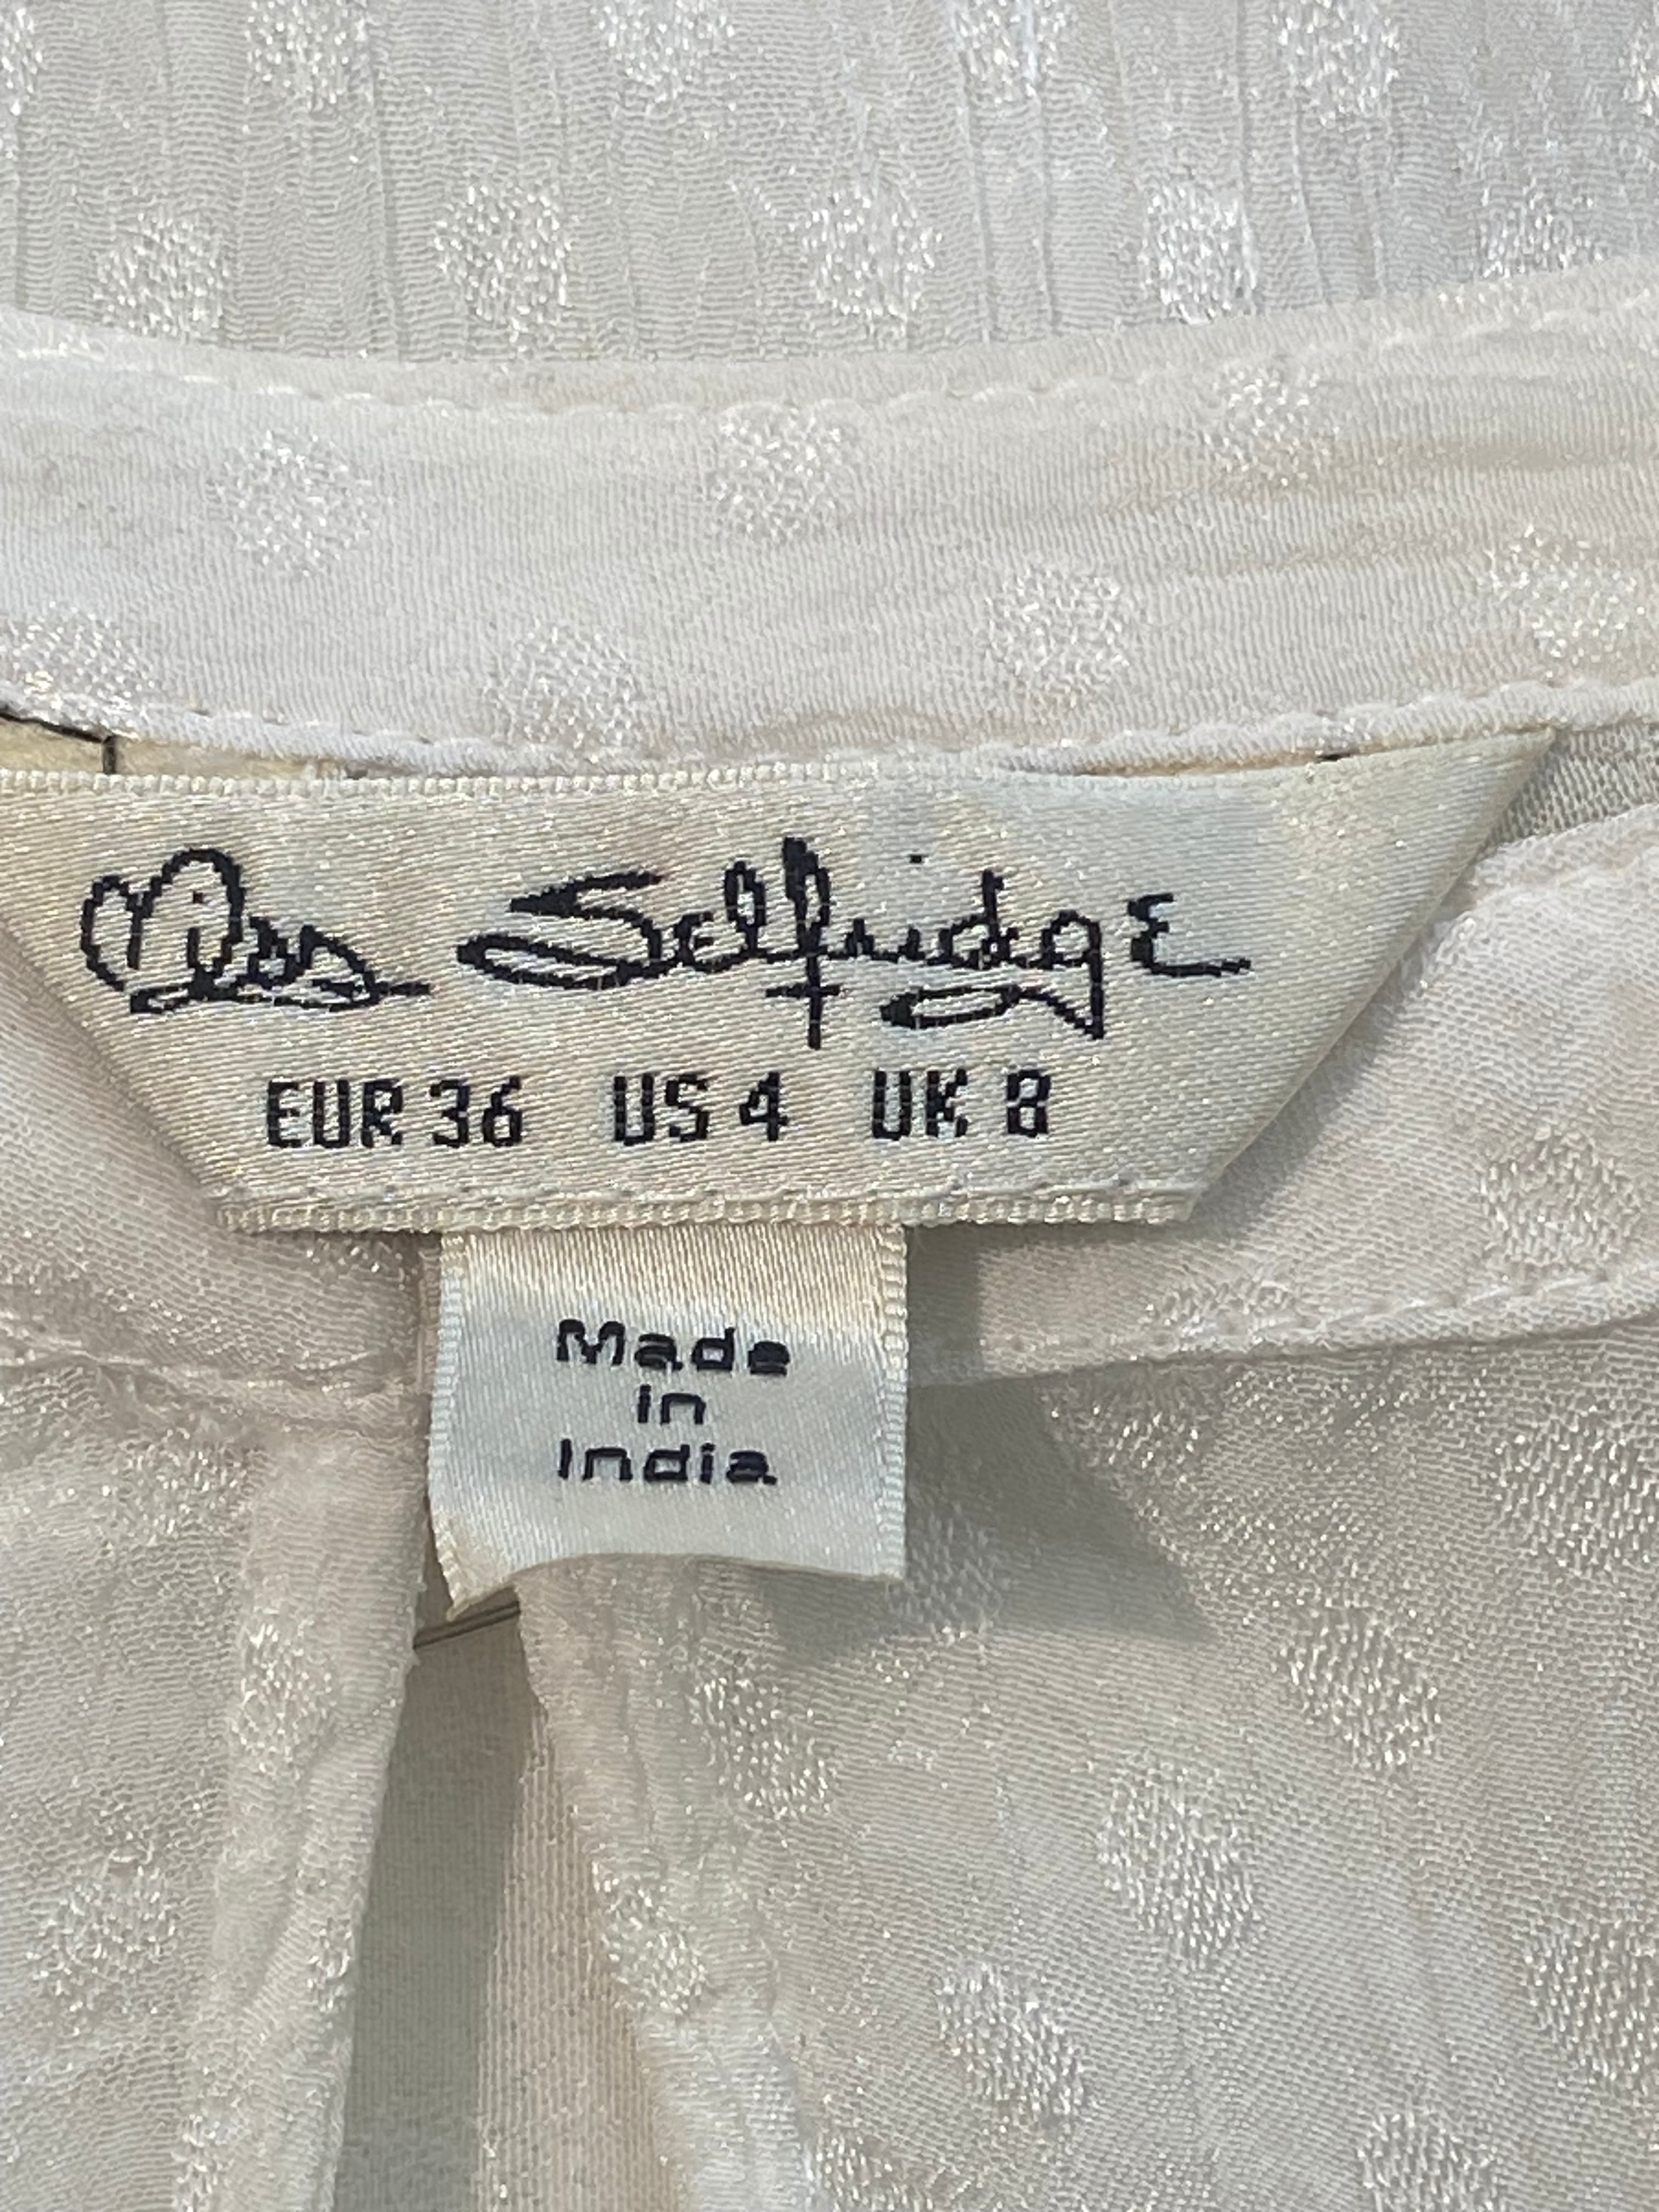 Miss Selfridge
EUR 36 US 4 UK 8
Made
in
India